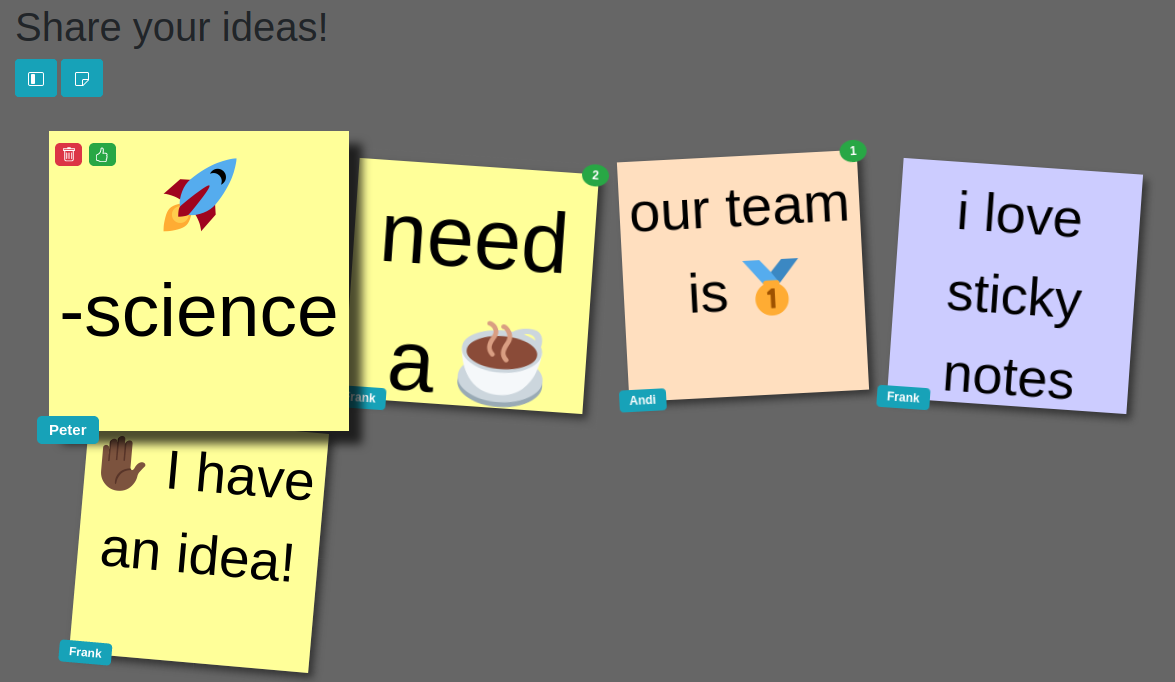 Share your ideas!
🚀
-science
Peter
need
a ☕
rank
2
our team
is 🥇
1
Andi
i love
sticky
notes
Frank
✋🏿 I have
an idea!
Frank